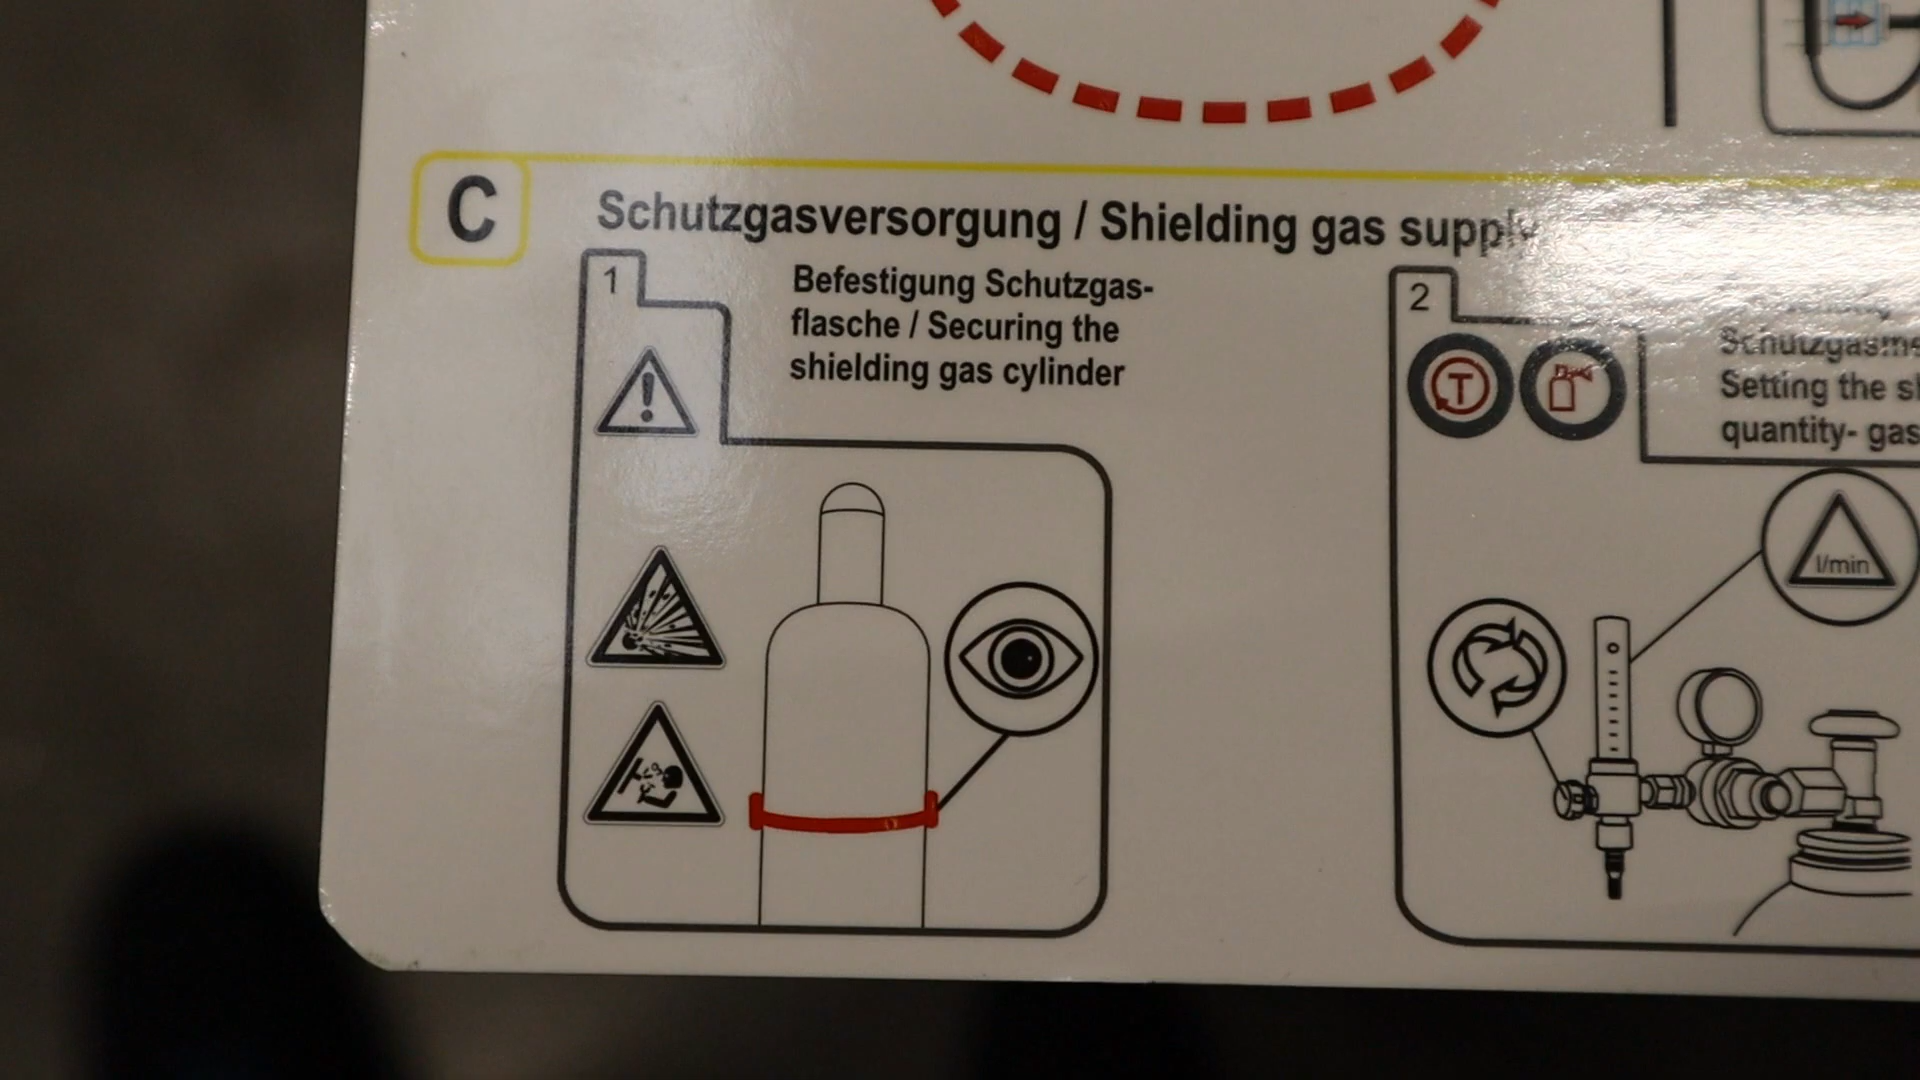 C
Schutzgasversorgung / Shielding gas supply
1
Befestigung Schutzgas-
flasche / Securing the
shielding gas cylinder
2
T
Setting the
quantity- gas
l/min